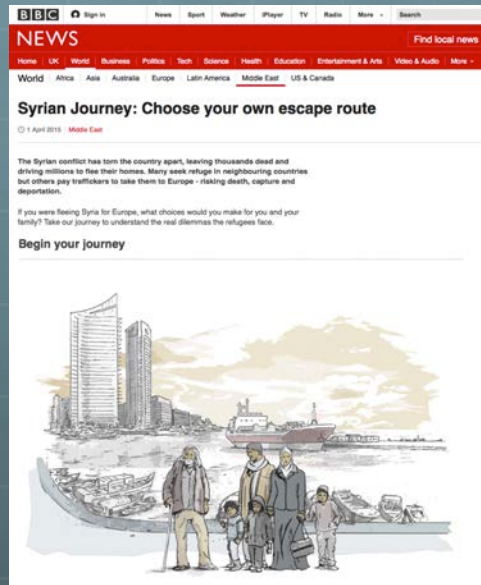 BBC Sign in News Sport Weather iPlayer TV Radio More Search
NEWS
Find local news
Home UK World Business Politics Tech Science Health Education Entertainment & Arts Video & Audio More
World Africa Asia Australia Europe Latin America Middle East US & Canada
Syrian Journey: Choose your own escape route
1 April 2015 Middle East
The Syrian conflict has torn the country apart, leaving thousands dead and
driving millions to flee their homes. Many seek refuge in neighbouring countries
but others pay traffickers to take them to Europe - risking death, capture and
deportation.
If you were fleeing Syria for Europe, what choices would you make for you and your
family? Take our journey to understand the real dilemmas the refugees face.
Begin your journey